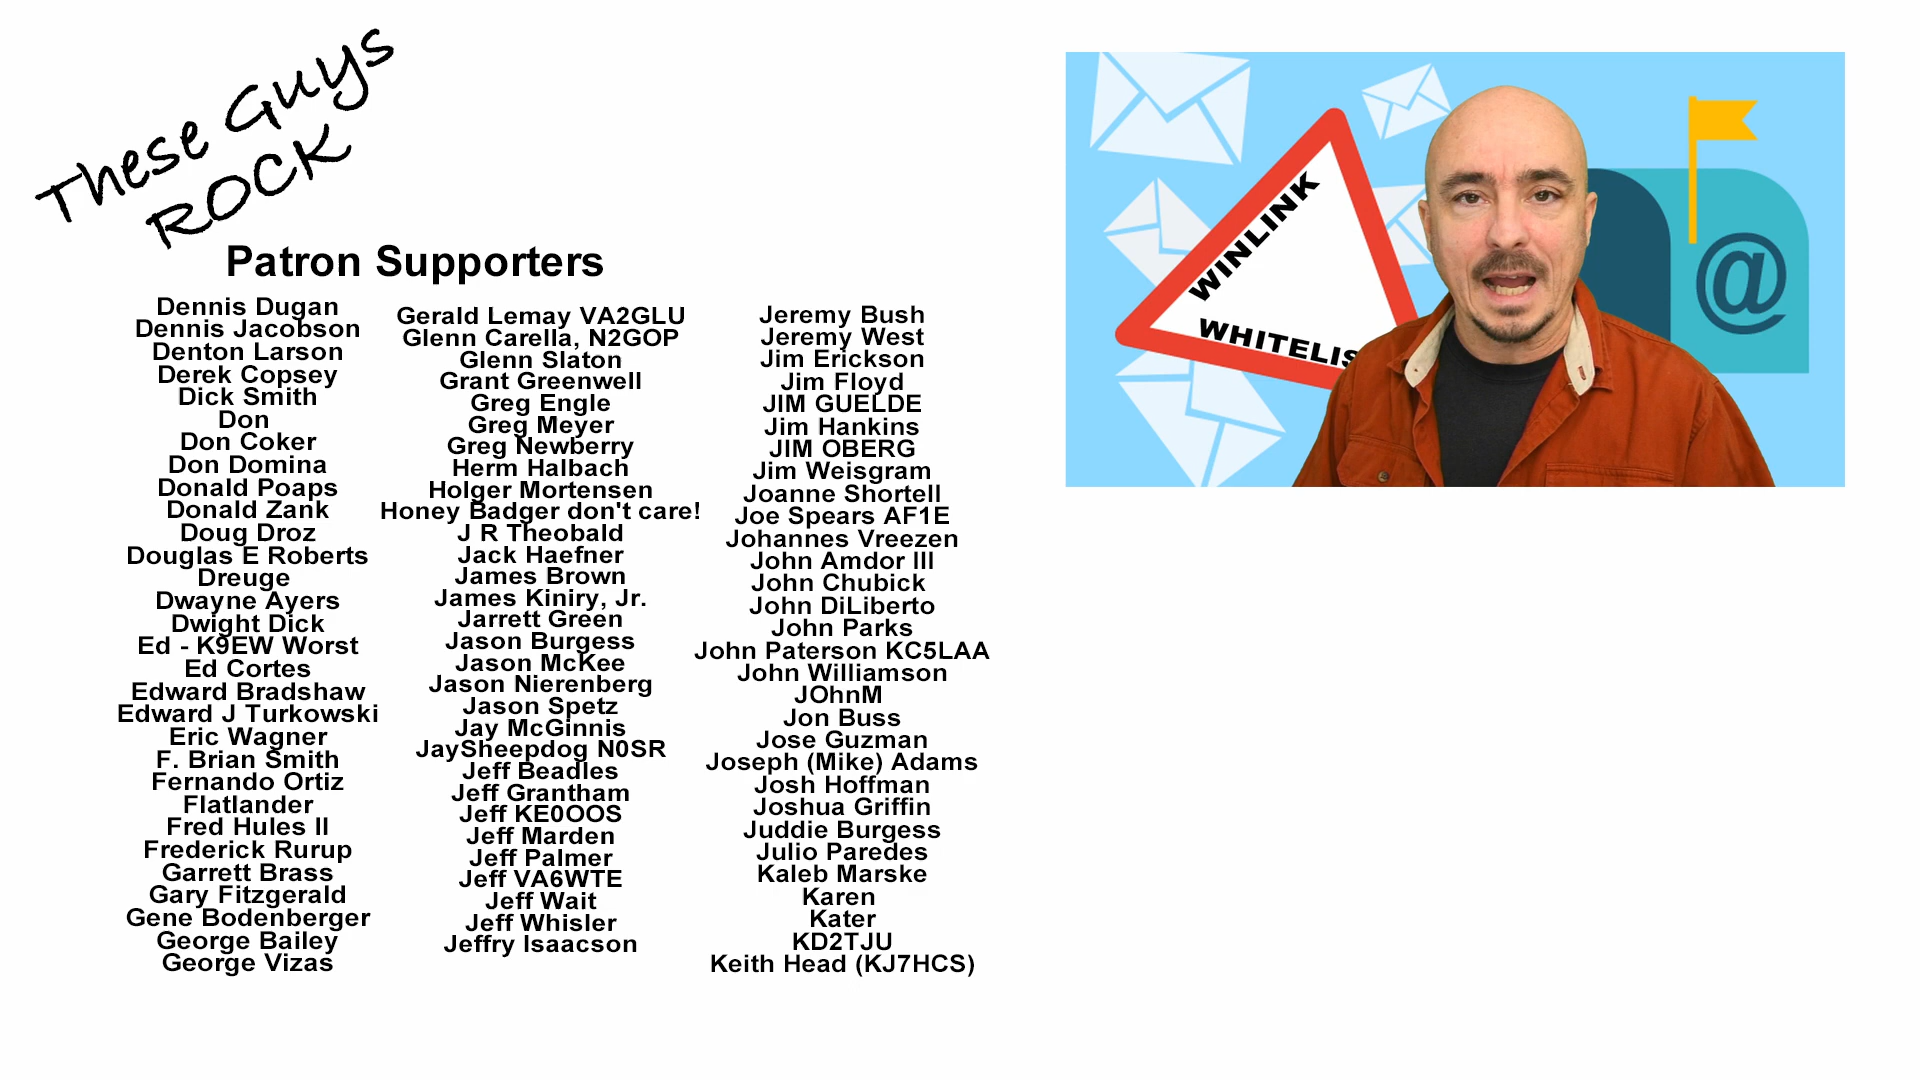 These Guys
ROCK
Patron Supporters
Dennis Dugan
Dennis Jacobson
Denton Larson
Derek Copsey
Dick Smith
Don
Don Coker
Don Domina
Donald Poaps
Donald Zank
Doug Droz
Douglas E Roberts
Dreuge
Dwayne Ayers
Dwight Dick
Ed - K9EW Worst
Ed Cortes
Edward Bradshaw
Edward J Turkowski
Eric Wagner
F. Brian Smith
Fernando Ortiz
Flatlander
Fred Hules II
Frederick Rurup
Garrett Brass
Gary Fitzgerald
Gene Bodenberger
George Bailey
George Vizas
Gerald Lemay VA2GLU
Glenn Carella, N2GOP
Glenn Slaton
Grant Greenwell
Greg Engle
Greg Meyer
Greg Newberry
Herm Halbach
Holger Mortensen
Honey Badger don't care!
J R Theobald
Jack Haefner
James Brown
James Kiniry, Jr.
Jarrett Green
Jason Burgess
Jason McKee
Jason Nierenberg
Jason Spetz
Jay McGinnis
JaySheepdog N0SR
Jeff Beadles
Jeff Grantham
Jeff KE0OOS
Jeff Marden
Jeff Palmer
Jeff VA6WTE
Jeff Wait
Jeff Whisler
Jeffry Isaacson
Jeremy Bush
Jeremy West
Jim Erickson
Jim Floyd
JIM GUELDE
Jim Hankins
JIM OBERG
Jim Weisgram
Joanne Shortell
Joe Spears AF1E
Johannes Vreezen
John Amdor III
John Chubick
John DiLiberto
John Parks
John Paterson KC5LAA
John Williamson
JOhnM
Jon Buss
Jose Guzman
Joseph (Mike) Adams
Josh Hoffman
Joshua Griffin
Juddie Burgess
Julio Paredes
Kaleb Marske
Karen
Kater
KD2TJU
Keith Head (KJ7HCS)
WINLINK
WHITELIS
@